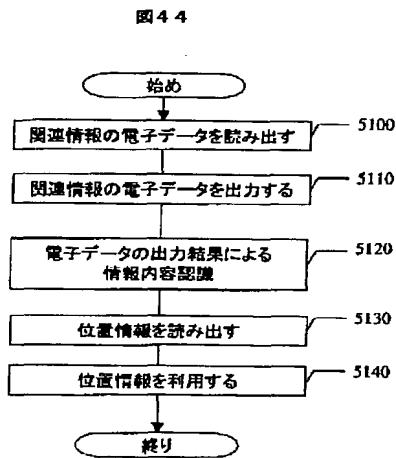 図44
始め
関連情報の電子データを読み出す
5100
関連情報の電子データを出力する
5110
電子データの出力結果による
情報内容認識
5120
位置情報を読み出す
5130
位置情報を利用する
5140
終り